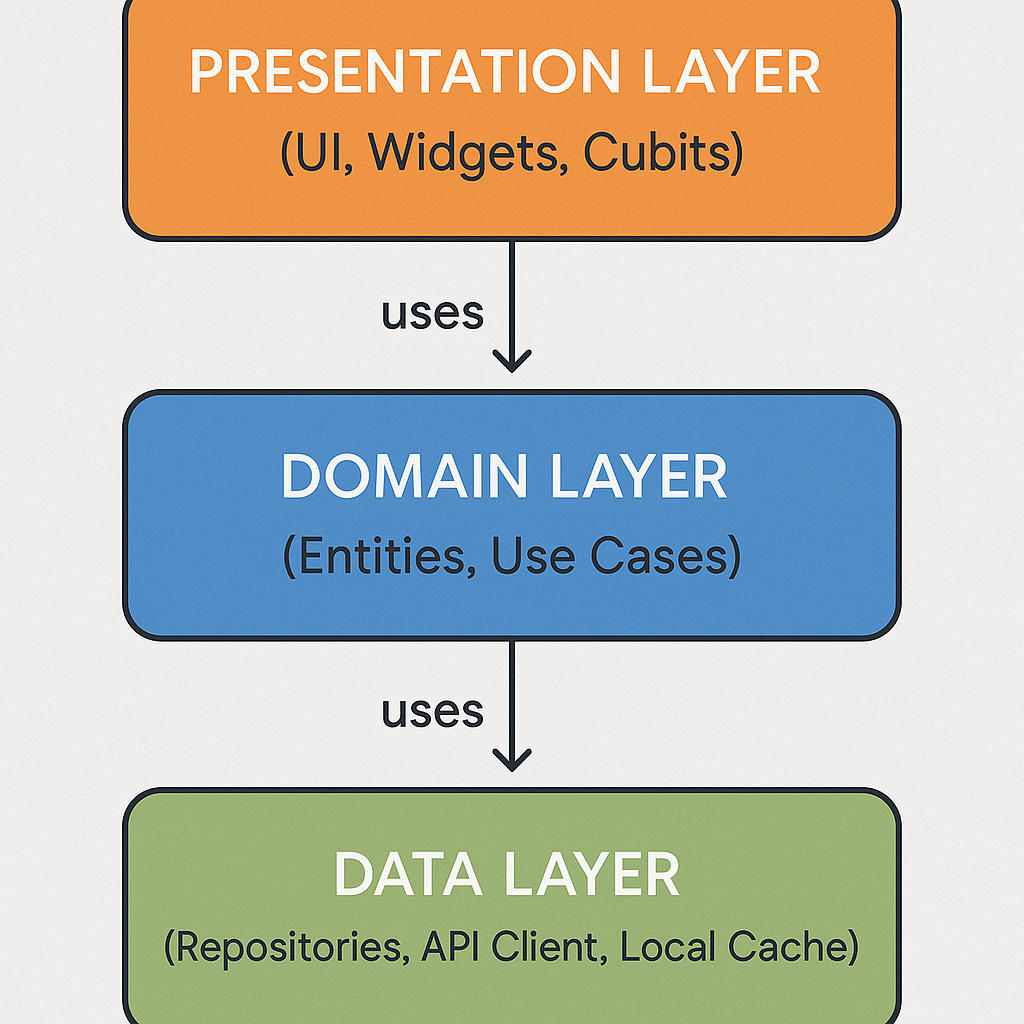 PRESENTATION LAYER
(UI, Widgets, Cubits)
uses
DOMAIN LAYER
(Entities, Use Cases)
uses
DATA LAYER
(Repositories, API Client, Local Cache)